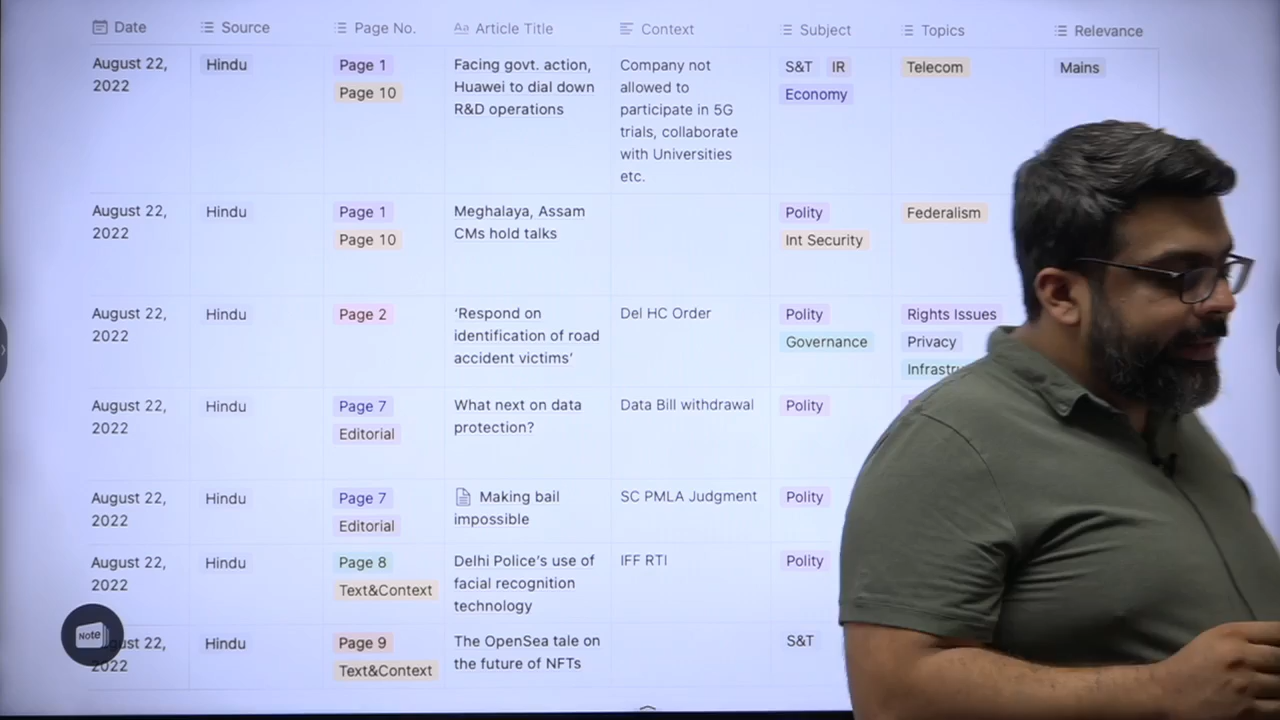 Date Source Page No. Aa Article Title Context Subject Topics Relevance
August 22, 2022 Hindu Page 1 Page 10 Facing govt. action, Huawei to dial down R&D operations Company not allowed to participate in 5G trials, collaborate with Universities etc. S&T IR Economy Telecom Mains
August 22, 2022 Hindu Page 1 Page 10 Meghalaya, Assam CMs hold talks Polity Int Security Federalism
August 22, 2022 Hindu Page 2 ‘Respond on identification of road accident victims’ Del HC Order Polity Governance Rights Issues Privacy
August 22, 2022 Hindu Page 7 Editorial What next on data protection? Data Bill withdrawal Polity
August 22, 2022 Hindu Page 7 Editorial Making bail impossible SC PMLA Judgment Polity
August 22, 2022 Hindu Page 8 Text&Context Delhi Police's use of facial recognition technology IFF RTI Polity
22, 2022 Hindu Page 9 Text&Context The OpenSea tale on the future of NFTs S&T
Note